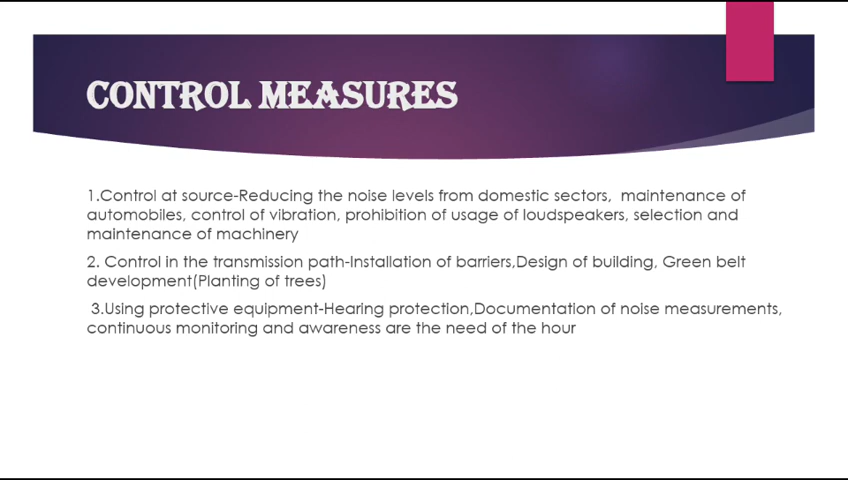 CONTROL MEASURES
1.Control at source-Reducing the noise levels from domestic sectors,  maintenance of
automobiles, control of vibration, prohibition of usage of loudspeakers, selection and
maintenance of machinery
2. Control in the transmission path-Installation of barriers,Design of building, Green belt
development(Planting of trees)
3.Using protective equipment-Hearing protection,Documentation of noise measurements,
continuous monitoring and awareness are the need of the hour